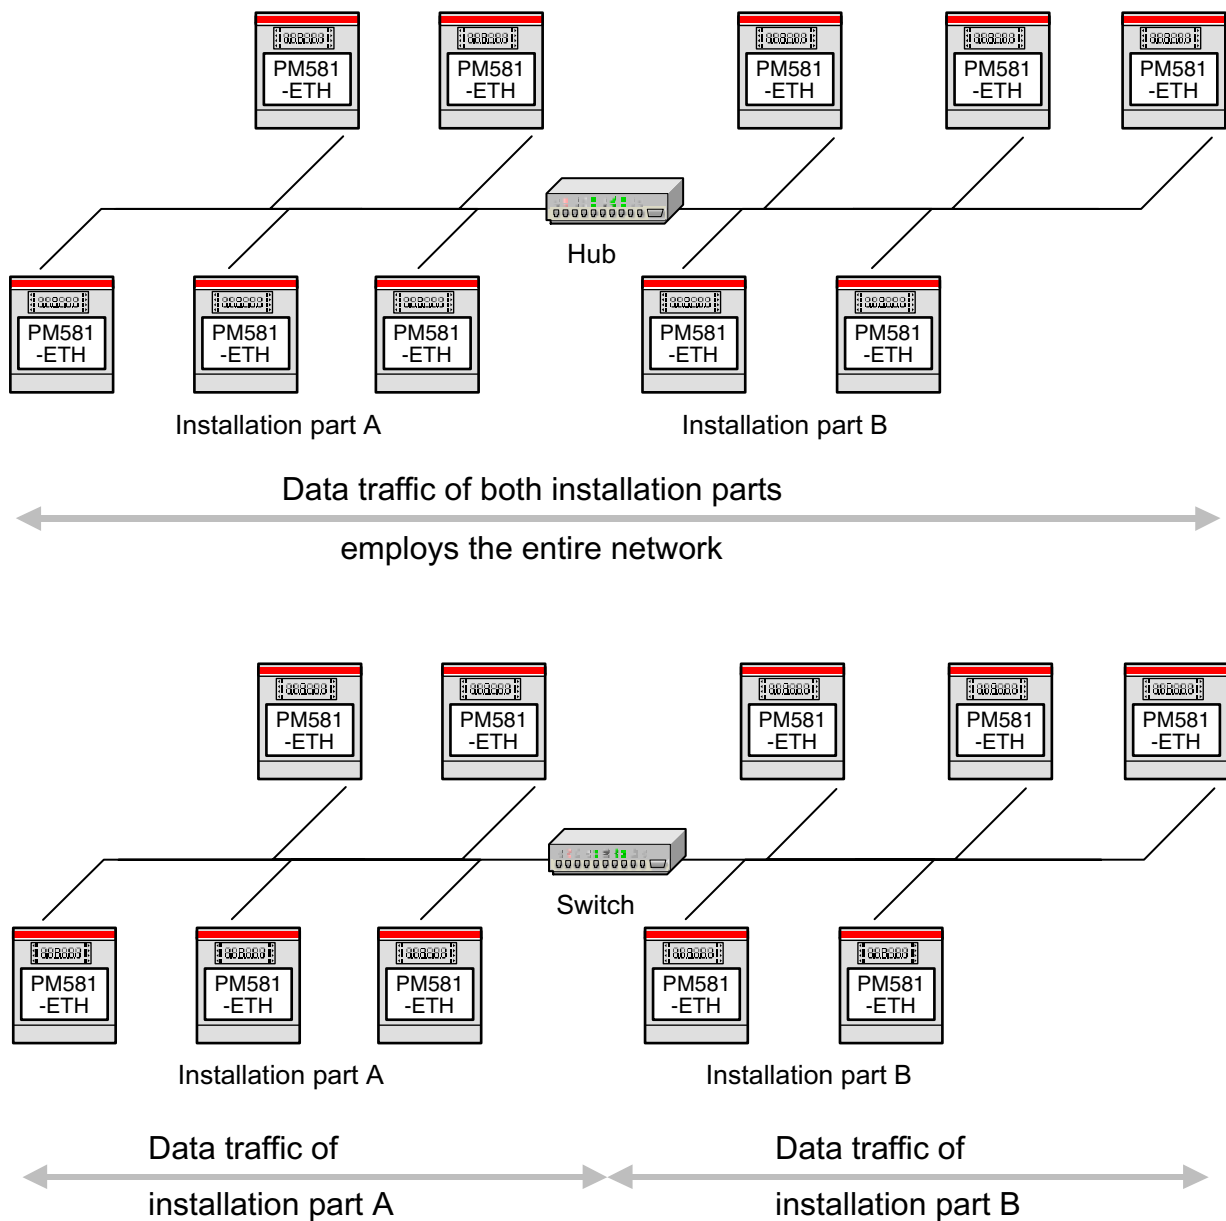 PM581
-ETH
PM581
-ETH
PM581
-ETH
PM581
-ETH
PM581
-ETH
Hub
PM581
-ETH
PM581
-ETH
PM581
-ETH
PM581
-ETH
PM581
-ETH
Installation part A
Installation part B
Data traffic of both installation parts
employs the entire network
PM581
-ETH
PM581
-ETH
PM581
-ETH
PM581
-ETH
PM581
-ETH
Switch
PM581
-ETH
PM581
-ETH
PM581
-ETH
PM581
-ETH
PM581
-ETH
Installation part A
Installation part B
Data traffic of
installation part A
Data traffic of
installation part B